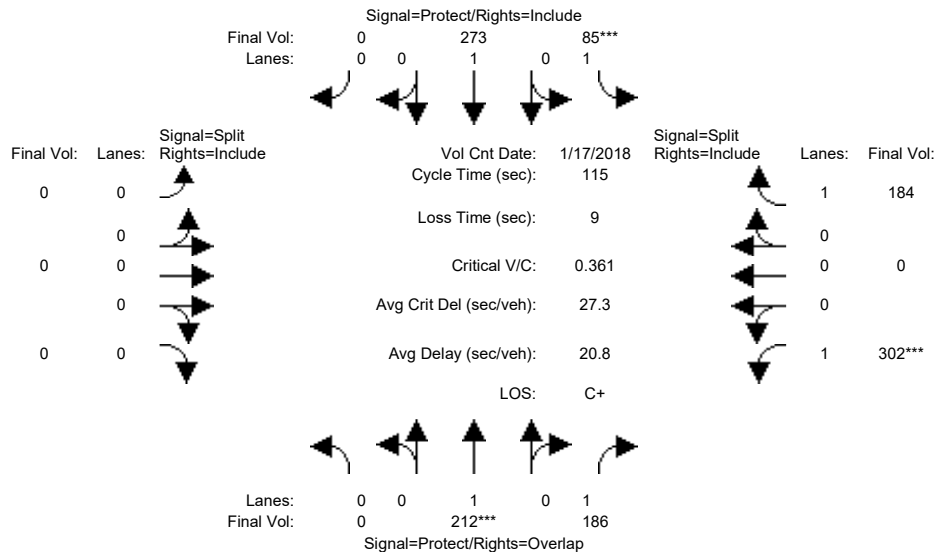 Signal=Protect/Rights=Include
Final Vol: 0 273 85***
Lanes: 0 0 1 0 1
Signal=Split Signal=Split
Final Vol: Lanes: Rights=Include Vol Cnt Date: 1/17/2018 Rights=Include Lanes: Final Vol:
Cycle Time (sec): 115
0 0 1 184
Loss Time (sec): 9
0 0
0 0 Critical V/C: 0.361 0 0
0 Avg Crit Del (sec/veh): 27.3 0
0 0 Avg Delay (sec/veh): 20.8 1 302***
LOS: C+
Lanes: 0 0 1 0 1
Final Vol: 0 212*** 186
Signal=Protect/Rights=Overlap